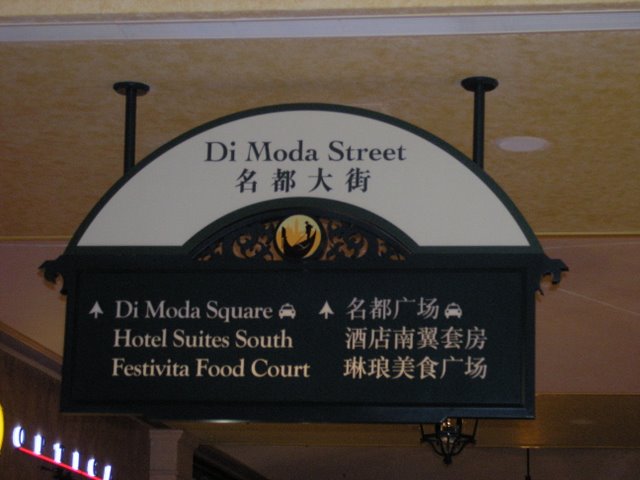 Di Moda Street
名都大街
Di Moda Square
Hotel Suites South
Festivita Food Court
名都广场
酒店南翼套房
琳琅美食广场
OPTICI